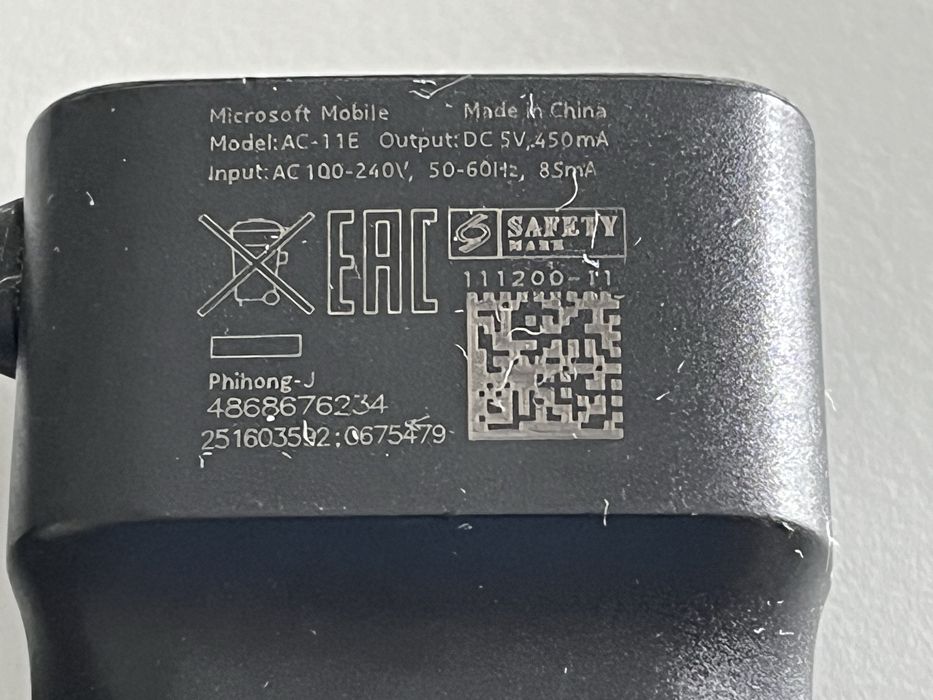 Microsoft Mobile Made in China
Model: AC-11E Output: DC 5V, 450mA
Input: AC 100-240V, 50-60Hz, 85mA
EAC
SAFETY
MARK
111200-11
Phihong-J
4868676234
251603502:0675479